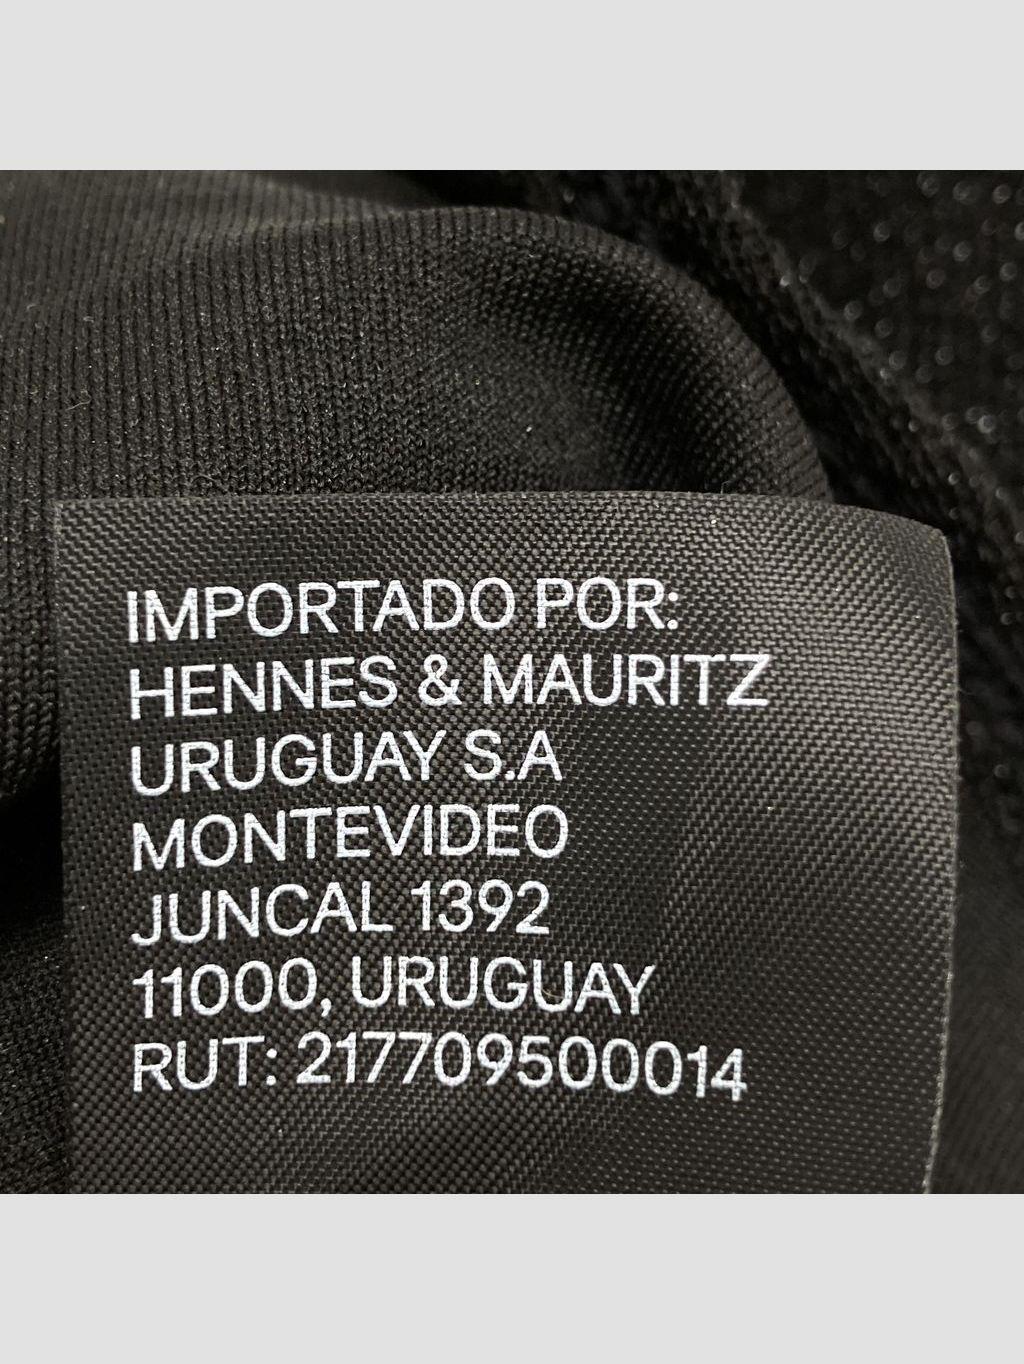 IMPORTADO POR:
HENNES & MAURITZ
URUGUAY S.A
MONTEVIDEO
JUNCAL 1392
11000, URUGUAY
RUT: 217709500014